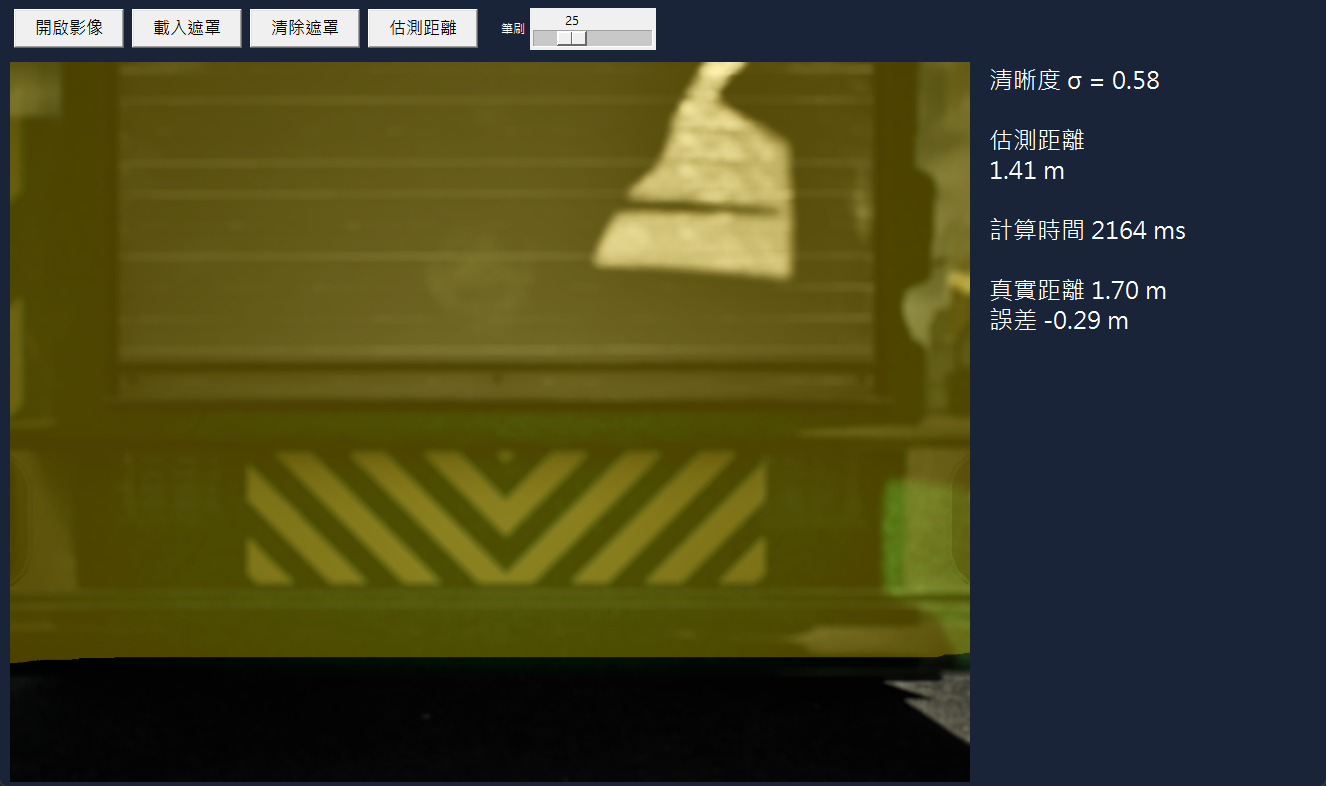 開啟影像
載入遮罩
清除遮罩
估測距離
筆刷
25
清晰度 σ = 0.58
估測距離
1.41 m
計算時間 2164 ms
真實距離 1.70 m
誤差 -0.29 m